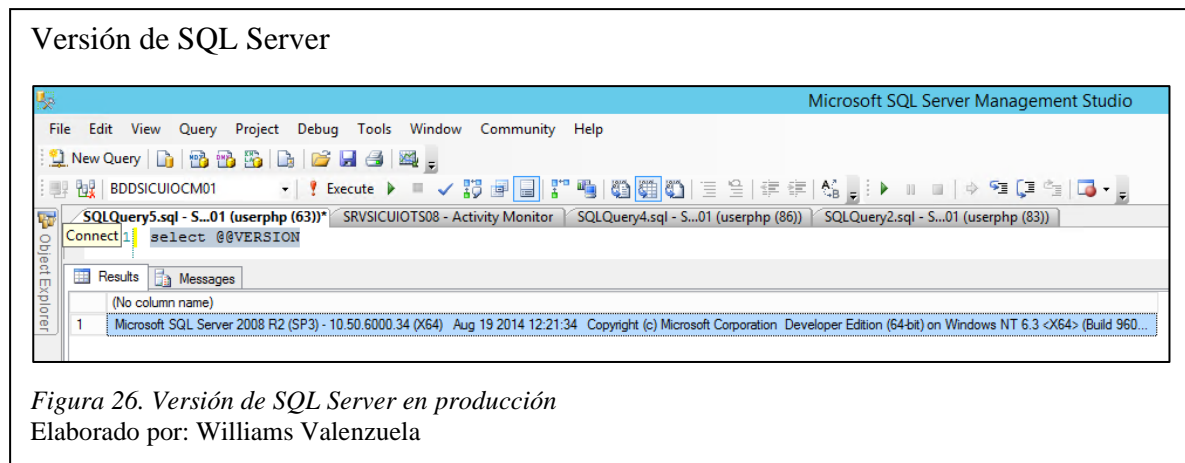 Versión de SQL Server
Microsoft SQL Server Management Studio
File Edit View Query Project Debug Tools Window Community Help
New Query
BDDSICUIOCM01 Execute
SQLQuery5.sql - S...01 (userphp (63))* SRVSICUIOTS08 - Activity Monitor SQLQuery4.sql - S...01 (userphp (86)) SQLQuery2.sql - S...01 (userphp (83))
Connect 1 select @@VERSION
Object Explorer
Results Messages
(No column name)
1 Microsoft SQL Server 2008 R2 (SP3) - 10.50.6000.34 (X64) Aug 19 2014 12:21:34 Copyright (c) Microsoft Corporation Developer Edition (64-bit) on Windows NT 6.3 <X64> (Build 960...
Figura 26. Versión de SQL Server en producción
Elaborado por: Williams Valenzuela